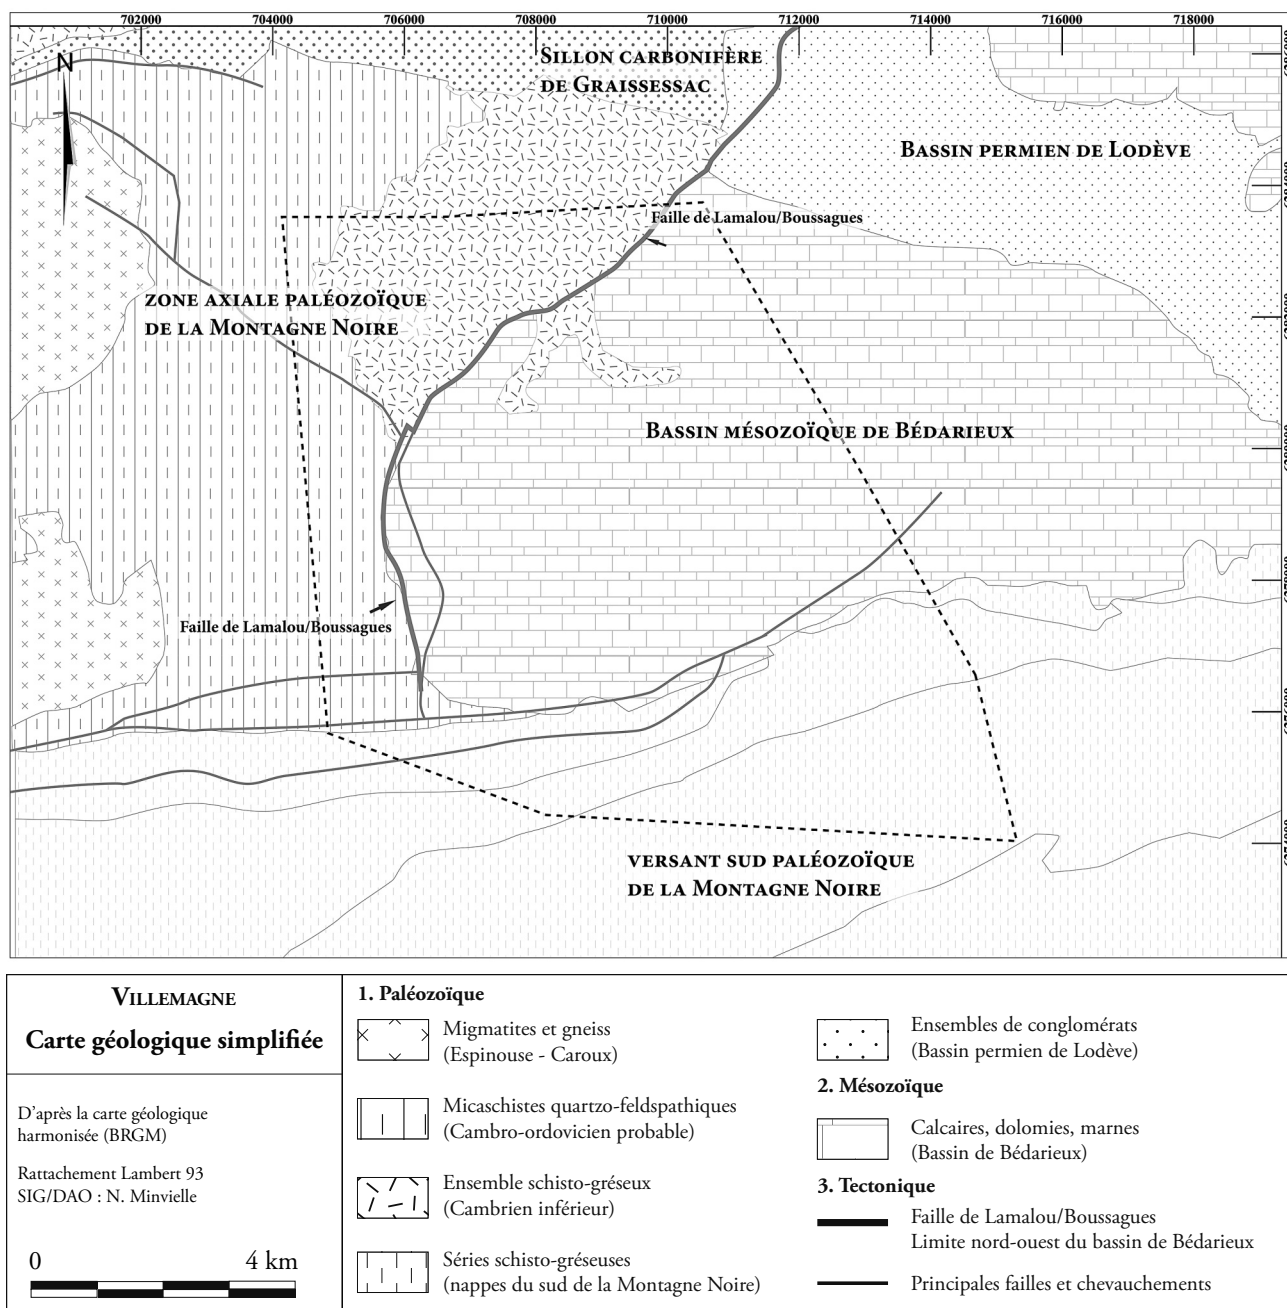 702000 704000 706000 708000 710000 712000 714000 716000 718000
N
Sillon carbonifère
de Graissessac
Bassin permien de Lodève
Faille de Lamalou/Boussagues
zone axiale paléozoïque
de la Montagne Noire
Bassin mésozoïque de Bédarieux
Faille de Lamalou/Boussagues
versant sud paléozoïque
de la Montagne Noire
Villemagne
Carte géologique simplifiée
D'après la carte géologique
harmonisée (BRGM)
Rattachement Lambert 93
SIG/DAO : N. Minvielle
0 4 km
1. Paléozoïque
Migmatites et gneiss
(Espinouse - Caroux)
Micaschistes quartzo-feldspathiques
(Cambro-ordovicien probable)
Ensemble schisto-gréseux
(Cambrien inférieur)
Séries schisto-gréseuses
(nappes du sud de la Montagne Noire)
Ensembles de conglomérats
(Bassin permien de Lodève)
2. Mésozoïque
Calcaires, dolomies, marnes
(Bassin de Bédarieux)
3. Tectonique
Faille de Lamalou/Boussagues
Limite nord-ouest du bassin de Bédarieux
Principales failles et chevauchements